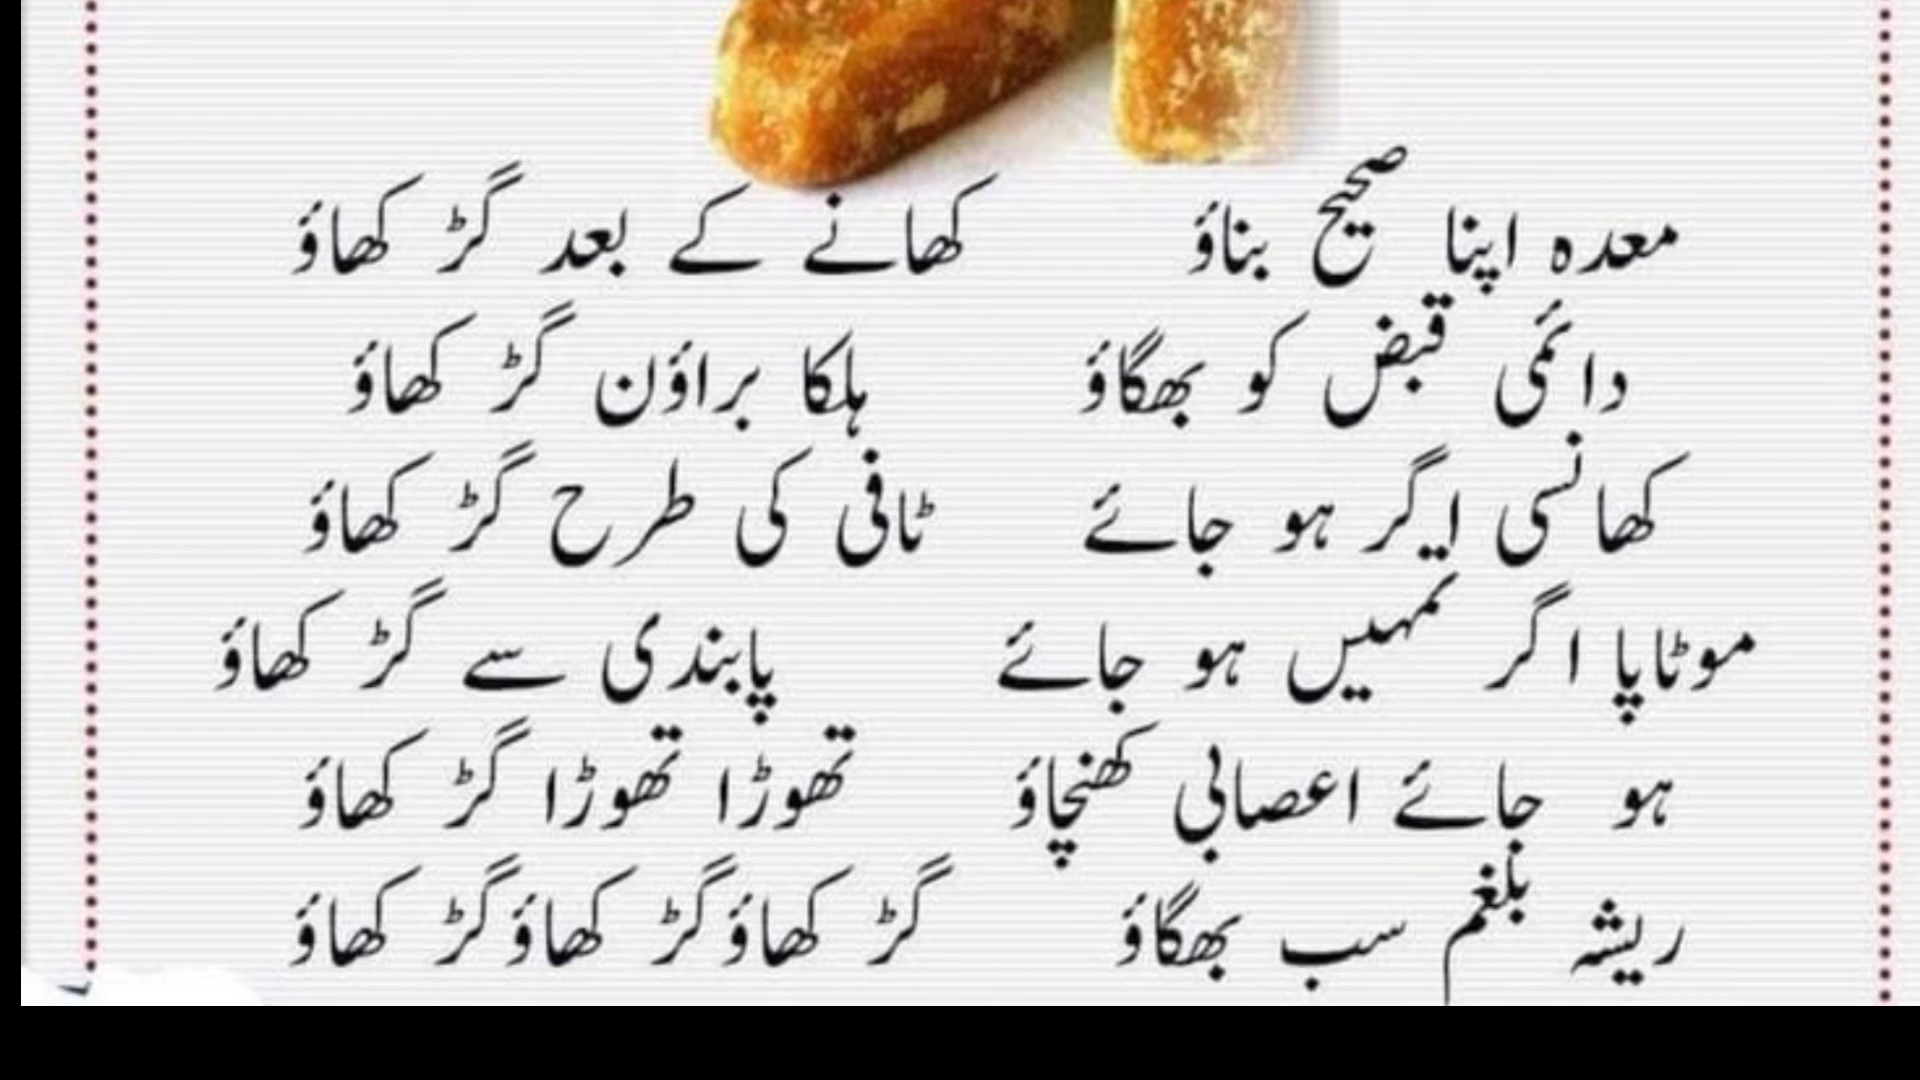 معدہ اپنا صحیح بناؤ کھانے کے بعد گڑ کھاؤ
دائمی قبض کو بھگاؤ ہلکا براؤن گڑ کھاؤ
کھانسی اگر ہو جائے ٹافی کی طرح گڑ کھاؤ
موٹاپا اگر تمہیں ہو جائے پابندی سے گڑ کھاؤ
ہو جائے اعصابی کھنچاؤ تھوڑا تھوڑا گڑ کھاؤ
ریشہ بلغم سب بھگاؤ گڑ کھاؤ گڑ کھاؤ گڑ کھاؤ